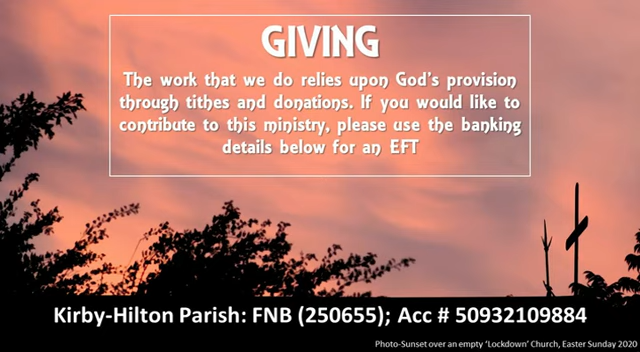 GIVING
The work that we do relies upon God's provision
through tithes and donations. If you would like to
contribute to this ministry, please use the banking
details below for an EFT
Kirby-Hilton Parish: FNB (250655); Acc # 50932109884
Photo-Sunset over an empty 'Lockdown' Church, Easter Sunday 2020